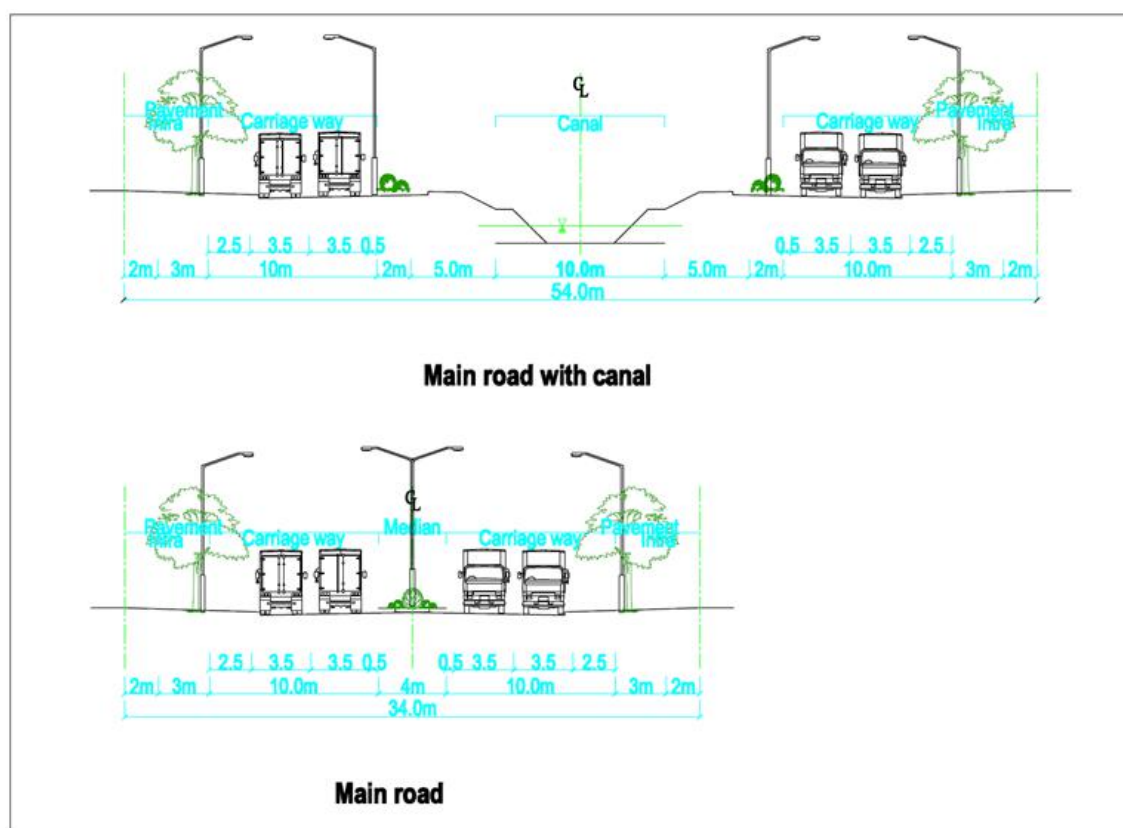 ℄
Pavement Pavement
Infra Carriage way Canal Carriage way Infra
2.5 3.5 3.5 0.5 0.5 3.5 3.5 2.5
2m 3m 10m 2m 5.0m 10.0m 5.0m 2m 10.0m 3m 2m
54.0m
Main road with canal
℄
Pavement Median Pavement
Infra Carriage way Carriage way Infra
2.5 3.5 3.5 0.5 0.5 3.5 3.5 2.5
2m 3m 10.0m 4m 10.0m 3m 2m
34.0m
Main road